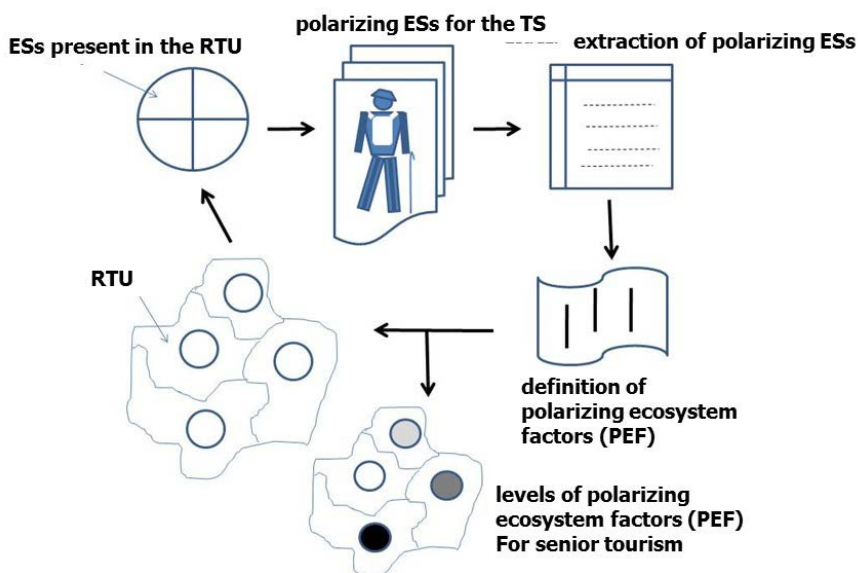 polarizing ESs for the TS
ESs present in the RTU
extraction of polarizing ESs
RTU
definition of
polarizing ecosystem
factors (PEF)
levels of polarizing
ecosystem factors (PEF)
For senior tourism